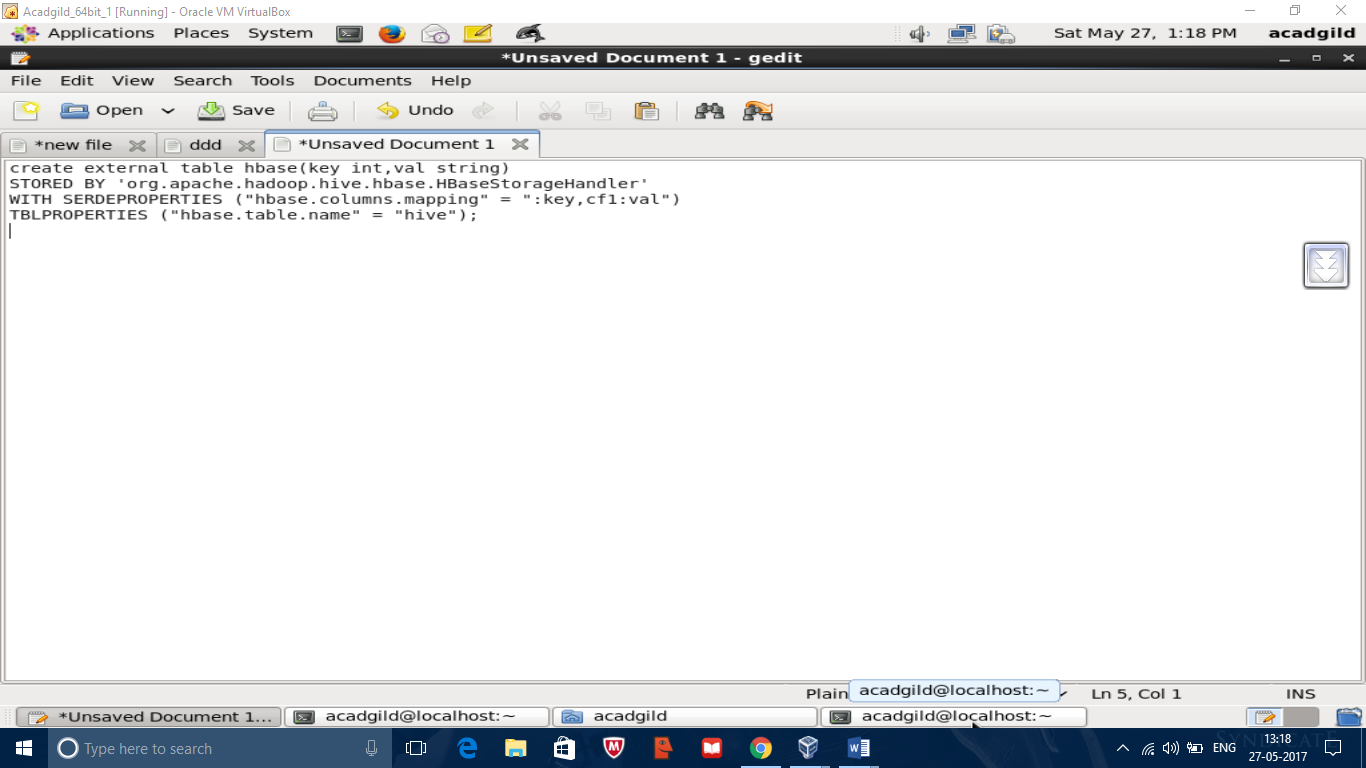 Acadgild_64bit_1 [Running] - Oracle VM VirtualBox
Applications Places System Sat May 27, 1:18 PM acadgild
*Unsaved Document 1 - gedit
File Edit View Search Tools Documents Help
Open Save Undo
*new file ddd *Unsaved Document 1
create external table hbase(key int,val string)
STORED BY 'org.apache.hadoop.hive.hbase.HBaseStorageHandler'
WITH SERDEPROPERTIES ("hbase.columns.mapping" = ":key,cf1:val")
TBLPROPERTIES ("hbase.table.name" = "hive");
Plain acadgild@localhost:~ Ln 5, Col 1 INS
*Unsaved Document 1... acadgild@localhost:~ acadgild acadgild@localhost:~
Type here to search ENG 13:18
27-05-2017